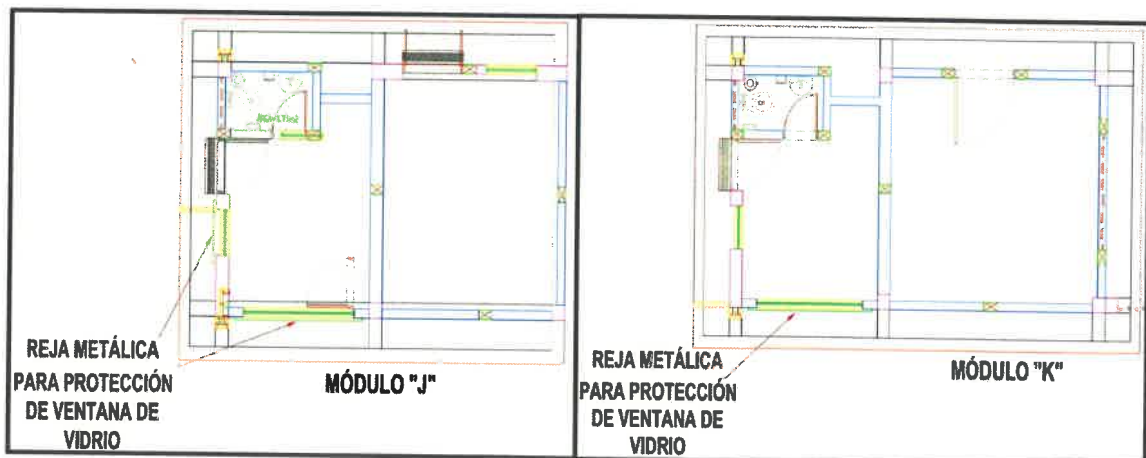 REJA METÁLICA
PARA PROTECCIÓN
DE VENTANA DE
VIDRIO
MÓDULO "J"
REJA METÁLICA
PARA PROTECCIÓN
DE VENTANA DE
VIDRIO
MÓDULO "K"